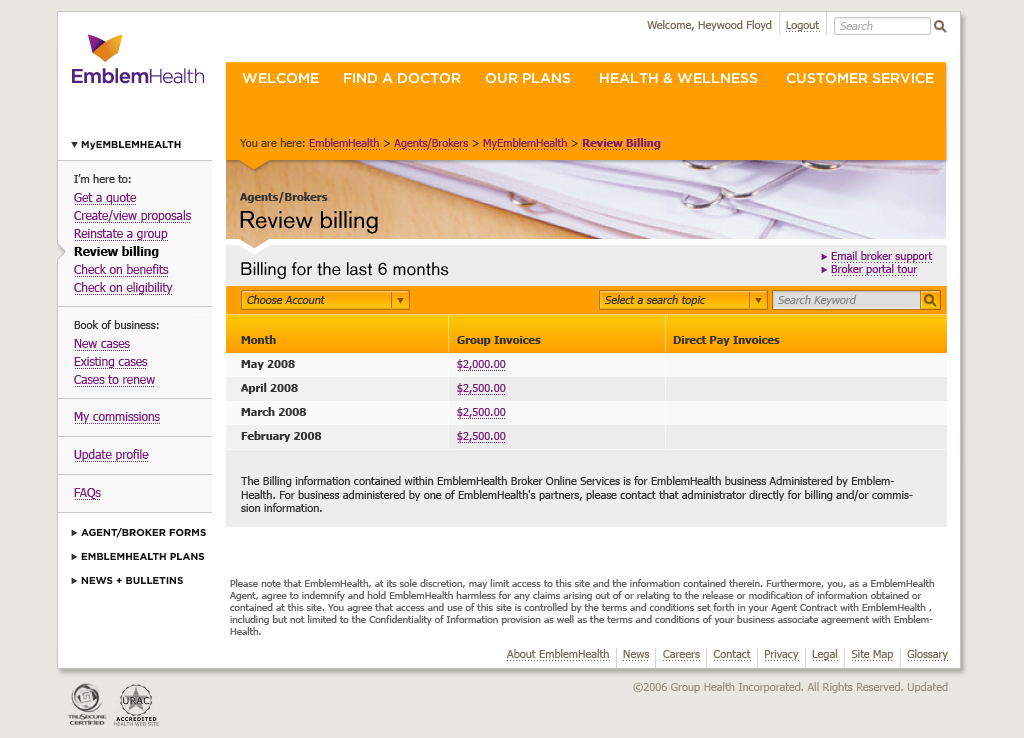 Welcome, Heywood Floyd
Logout
Search
EmblemHealth
WELCOME
FIND A DOCTOR
OUR PLANS
HEALTH & WELLNESS
CUSTOMER SERVICE
You are here: EmblemHealth > Agents/Brokers > MyEmblemHealth > Review Billing
MyEMBLEMHEALTH
I'm here to:
Get a quote
Create/view proposals
Reinstate a group
Review billing
Check on benefits
Check on eligibility
Book of business:
New cases
Existing cases
Cases to renew
My commissions
Update profile
FAQs
AGENT/BROKER FORMS
EMBLEMHEALTH PLANS
NEWS + BULLETINS
Agents/Brokers
Review billing
Billing for the last 6 months
Email broker support
Broker portal tour
Choose Account
Select a search topic
Search Keyword
Month Group Invoices Direct Pay Invoices
May 2008 $2,000.00
April 2008 $2,500.00
March 2008 $2,500.00
February 2008 $2,500.00
The Billing information contained within EmblemHealth Broker Online Services is for EmblemHealth business Administered by Emblem-
Health. For business administered by one of EmblemHealth's partners, please contact that administrator directly for billing and/or commis-
sion information.
Please note that EmblemHealth, at its sole discretion, may limit access to this site and the information contained therein. Furthermore, you, as a EmblemHealth
Agent, agree to indemnify and hold EmblemHealth harmless for any claims arising out of or relating to the release or modification of information obtained or
contained at this site. You agree that access and use of this site is controlled by the terms and conditions set forth in your Agent Contract with EmblemHealth ,
including but not limited to the Confidentiality of Information provision as well as the terms and conditions of your business associate agreement with Emblem-
Health.
About EmblemHealth
News
Careers
Contact
Privacy
Legal
Site Map
Glossary
©2006 Group Health Incorporated. All Rights Reserved. Updated
TRUSECURE
CERTIFIED
URAC
ACCREDITED
HEALTH WEB SITE